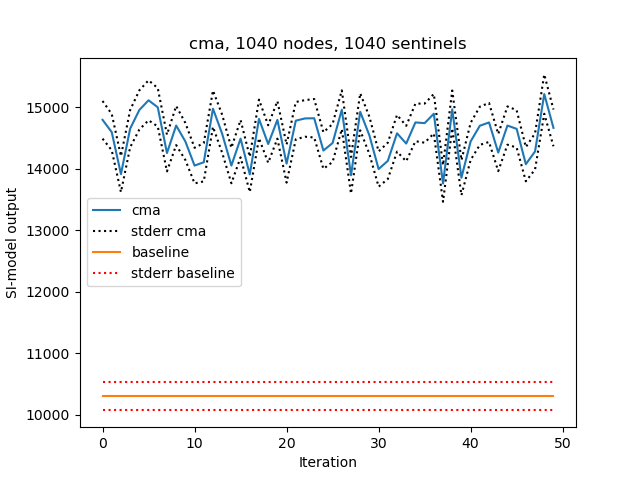 cma, 1040 nodes, 1040 sentinels
SI-model output
15000
14000
13000
12000
11000
10000
cma
stderr cma
baseline
stderr baseline
0 10 20 30 40 50
Iteration